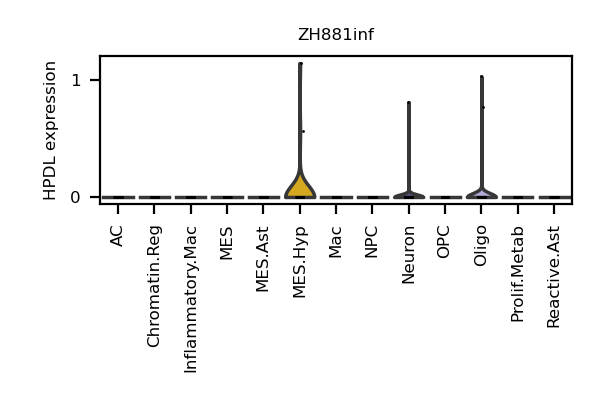 ZH881inf
HPDL expression
1
0
AC
Chromatin.Reg
Inflammatory.Mac
MES
MES.Ast
MES.Hyp
Mac
NPC
Neuron
OPC
Oligo
Prolif.Metab
Reactive.Ast